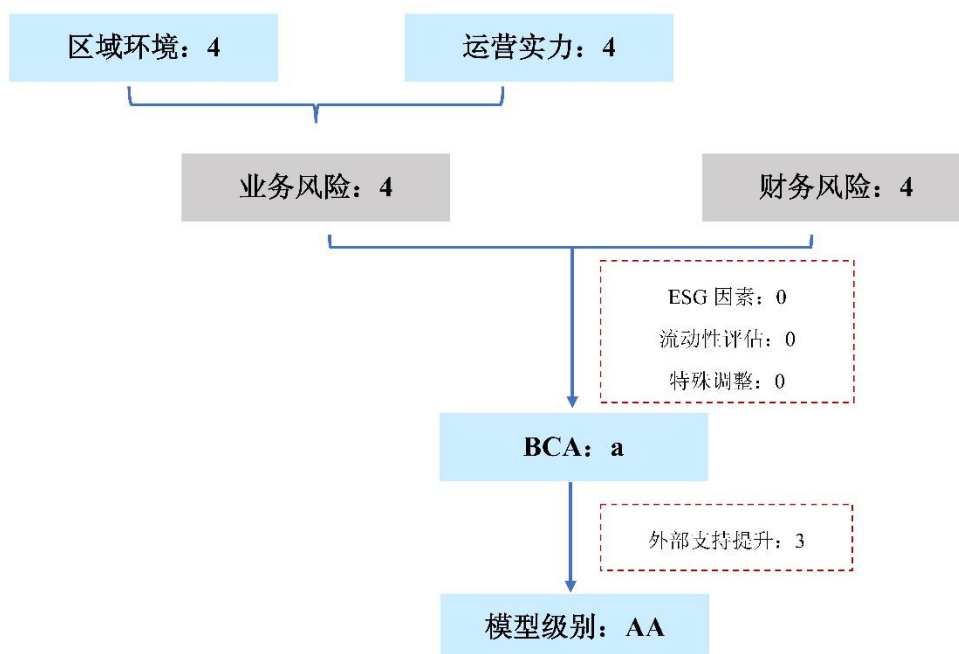 区域环境：4
运营实力：4
业务风险：4
财务风险：4
ESG 因素：0
流动性评估：0
特殊调整：0
BCA：a
外部支持提升：3
模型级别：AA